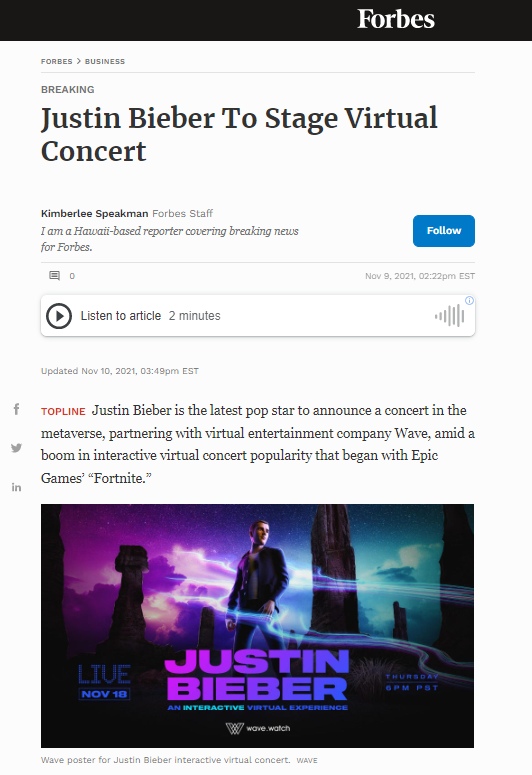 Forbes
FORBES > BUSINESS
BREAKING
Justin Bieber To Stage Virtual
Concert
Kimberlee Speakman Forbes Staff
I am a Hawaii-based reporter covering breaking news
for Forbes.
Follow
0
Nov 9, 2021, 02:22pm EST
Listen to article 2 minutes
Updated Nov 10, 2021, 03:49pm EST
TOPLINE Justin Bieber is the latest pop star to announce a concert in the
metaverse, partnering with virtual entertainment company Wave, amid a
boom in interactive virtual concert popularity that began with Epic
Games’ “Fortnite.”
LIVE
NOV 18
JUSTIN
BIEBER
AN INTERACTIVE VIRTUAL EXPERIENCE
THURSDAY
6PM PST
wave.watch
Wave poster for Justin Bieber interactive virtual concert. WAVE